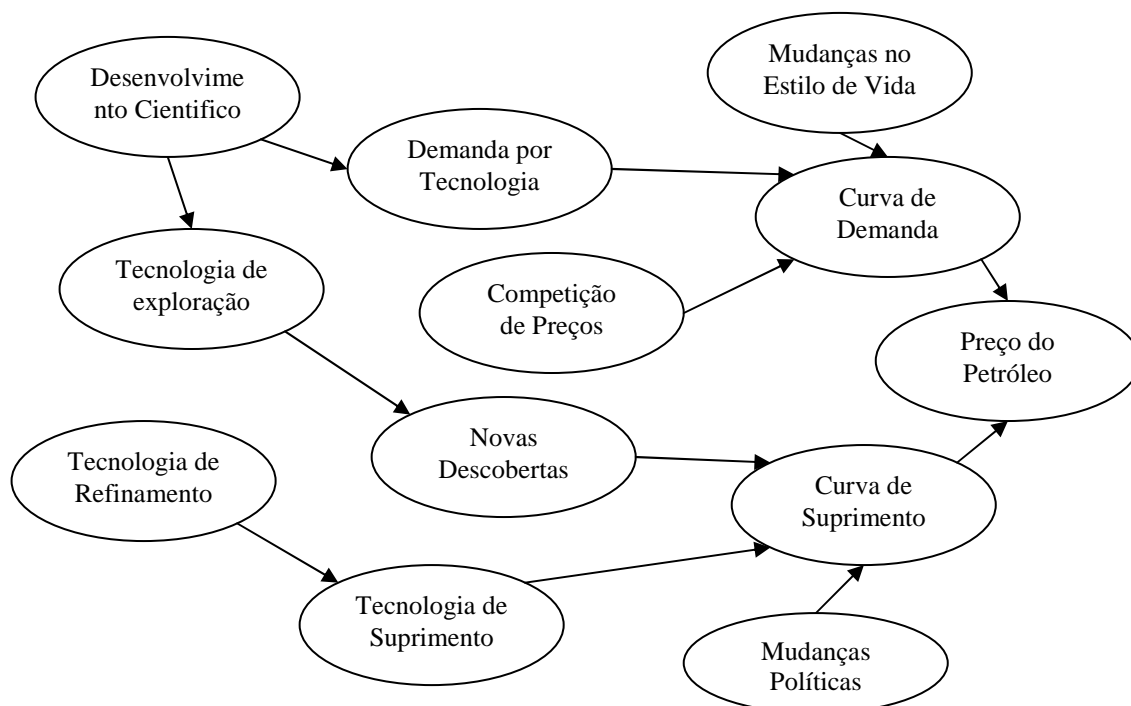 Desenvolvime
nto Cientifico
Mudanças no
Estilo de Vida
Demanda por
Tecnologia
Curva de
Demanda
Tecnologia de
exploração
Competição
de Preços
Preço do
Petróleo
Novas
Descobertas
Tecnologia de
Refinamento
Curva de
Suprimento
Tecnologia de
Suprimento
Mudanças
Políticas